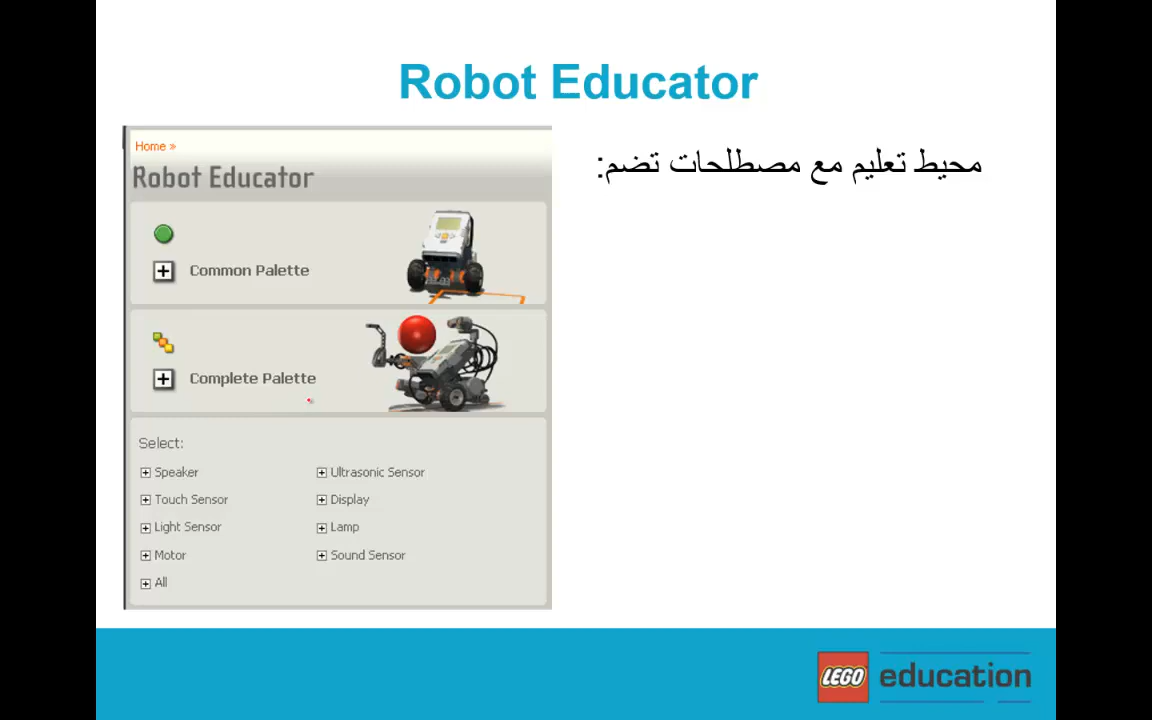 Robot Educator
محيط تعليم مع مصطلحات تضم:
Home »
Robot Educator
Common Palette
Complete Palette
Select:
Speaker
Ultrasonic Sensor
Touch Sensor
Display
Light Sensor
Lamp
Motor
Sound Sensor
All
LEGO education